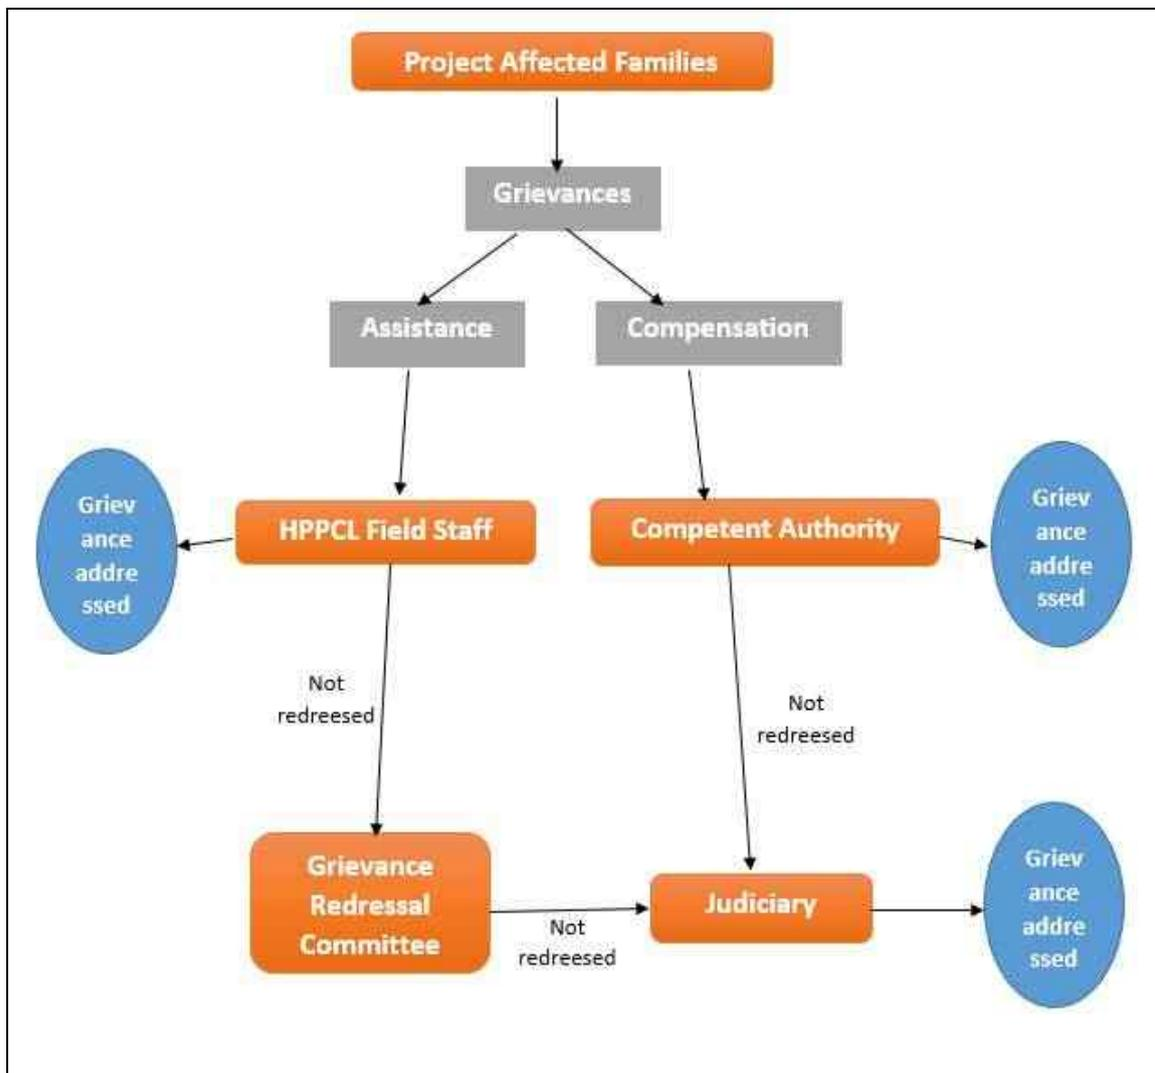 Project Affected Families
Grievances
Assistance
Compensation
Griev
ance
addre
ssed
HPPCL Field Staff
Competent Authority
Griev
ance
addre
ssed
Not
redreesed
Not
redreesed
Grievance
Redressal
Committee
Not
redreesed
Judiciary
Griev
ance
addre
ssed